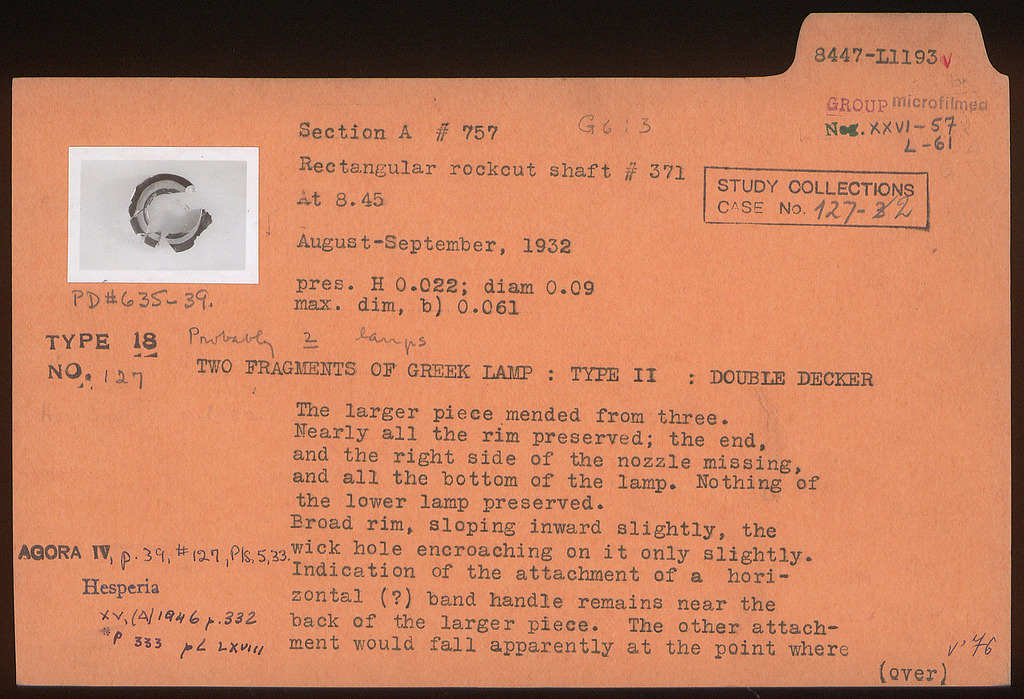 8447-L1193 v
GROUP microfilmed
No. XXVI-57
L-61
Section A # 757 G6:3
Rectangular rockcut shaft # 371
At 8.45
STUDY COLLECTIONS
CASE No. 127-2
August-September, 1932
pres. H 0.022; diam 0.09
max. dim, b) 0.061
PD#635-39.
TYPE 18 Probably 2 lamps
NO. 127
TWO FRAGMENTS OF GREEK LAMP : TYPE II : DOUBLE DECKER
The larger piece mended from three.
Nearly all the rim preserved; the end,
and the right side of the nozzle missing,
and all the bottom of the lamp. Nothing of
the lower lamp preserved.
Broad rim, sloping inward slightly, the
wick hole encroaching on it only slightly.
Indication of the attachment of a hori-
zontal (?) band handle remains near the
back of the larger piece. The other attach-
ment would fall apparently at the point where
(over)
AGORA IV, p.39, #127, Pls, 5, 33.
Hesperia
XV, (A) 1946 p.332
#p 333 pL LXVIII
v '76